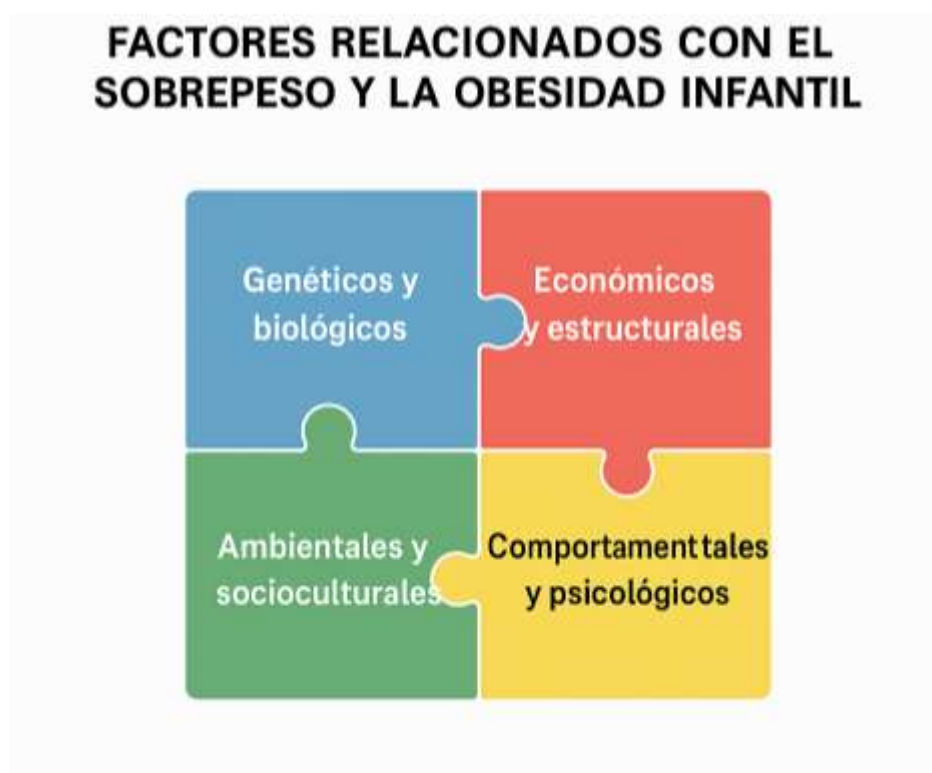 FACTORES RELACIONADOS CON EL
SOBREPESO Y LA OBESIDAD INFANTIL
Genéticos y
biológicos
Económicos
y estructurales
Ambientales y
socioculturales
Comportamenttales
y psicológicos